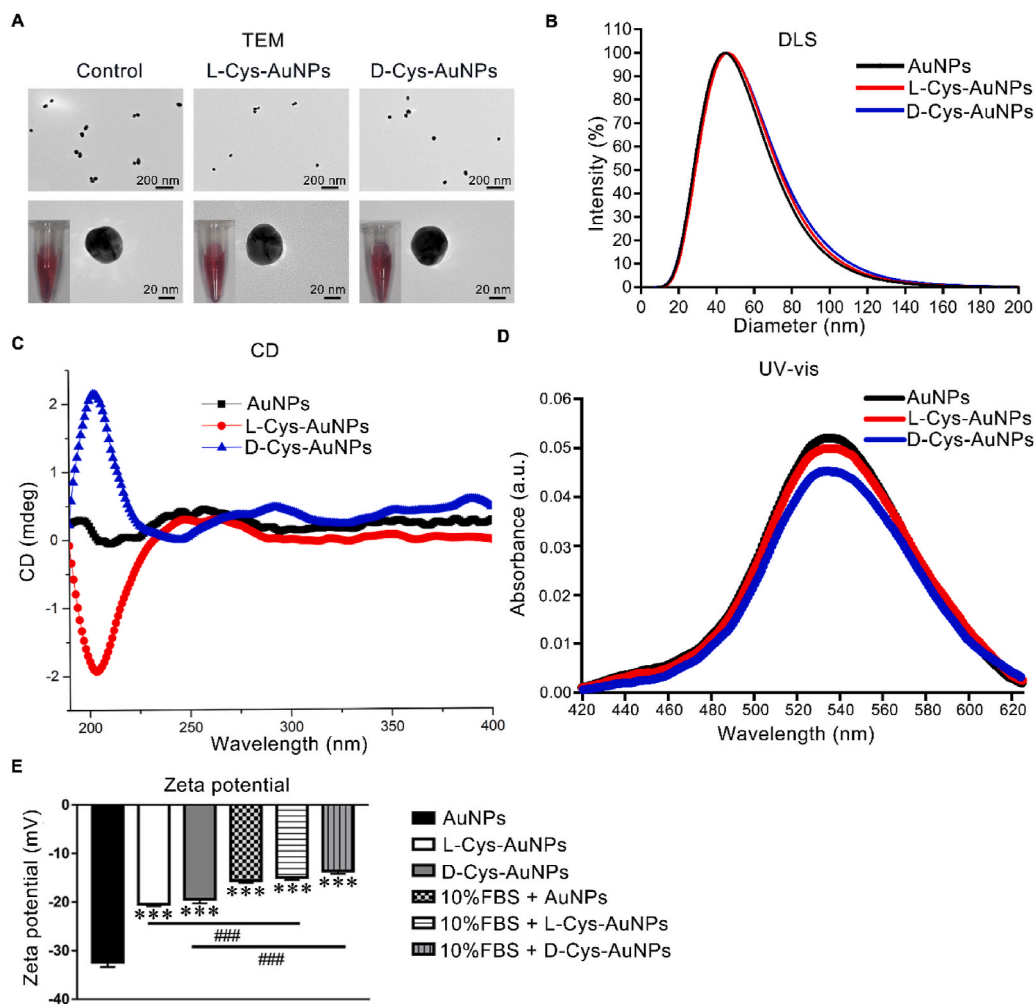 A
TEM
Control
L-Cys-AuNPs
D-Cys-AuNPs
200 nm
200 nm
200 nm
20 nm
20 nm
20 nm
B
DLS
AuNPs
L-Cys-AuNPs
D-Cys-AuNPs
Intensity (%)
110
100
90
80
70
60
50
40
30
20
10
0
0 20 40 60 80 100 120 140 160 180 200
Diameter (nm)
C
CD
AuNPs
L-Cys-AuNPs
D-Cys-AuNPs
CD (mdeg)
2
1
0
-1
-2
200 250 300 350 400
Wavelength (nm)
D
UV-vis
AuNPs
L-Cys-AuNPs
D-Cys-AuNPs
Absorbance (a.u.)
0.06
0.05
0.04
0.03
0.02
0.01
0.00
420 440 460 480 500 520 540 560 580 600 620
Wavelength (nm)
E
Zeta potential
Zeta potential (mV)
0
-10
-20
-30
-40
*** *** *** *** ***
###
###
AuNPs
L-Cys-AuNPs
D-Cys-AuNPs
10%FBS + AuNPs
10%FBS + L-Cys-AuNPs
10%FBS + D-Cys-AuNPs